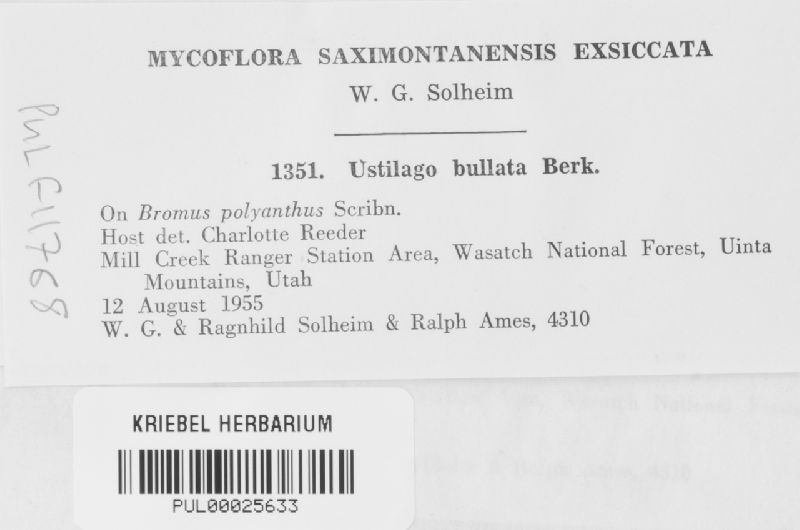 MYCOFLORA SAXIMONTANENSIS EXSICCATA
W. G. Solheim
1351. Ustilago bullata Berk.
On Bromus polyanthus Scribn.
Host det. Charlotte Reeder
Mill Creek Ranger Station Area, Wasatch National Forest, Uinta
Mountains, Utah
12 August 1955
W. G. & Ragnhild Solheim & Ralph Ames, 4310
PUL F11768
KRIEBEL HERBARIUM
PUL00025633